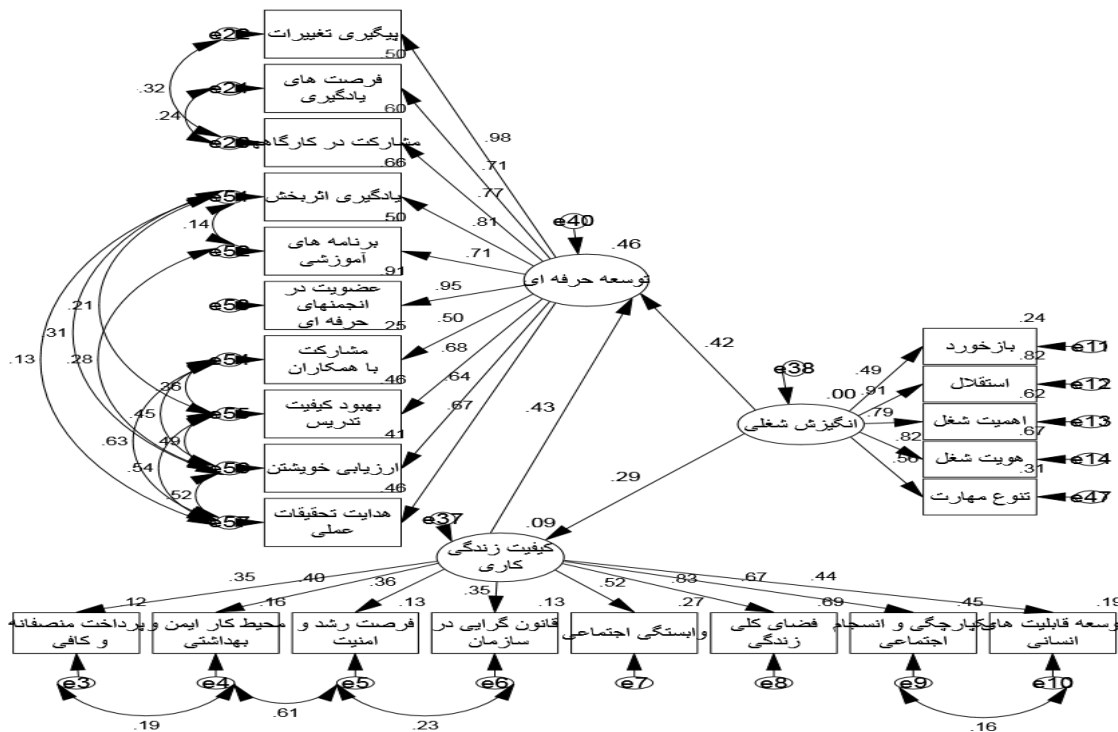 e22
پیگیری تغییرات
.50
.32
e21
فرصت های
یادگیری
.60
.24
مشارکت در کارگاهه
.66
.98
.71
.77
.81
یادگیری اثربخش
.50
.14
برنامه های
آموزشی
.91
.71
e40
.46
توسعه حرفه ای
.95
عضویت در
انجمنهای
حرفه ای
.25
.21
.31
.13
.28
.50
مشارکت
با همکاران
.46
.68
.36
.45
e55
بهبود کیفیت
تدریس
.41
.64
.63
.49
.54
e56
ارزیابی خویشتن
.46
.67
.52
e57
هدایت تحقیقات
عملی
.42
.43
.29
e38
.00
انگیزش شغلی
.49
.91
.79
.82
.24
بازخورد
e11
.82
استقلال
e12
.62
اهمیت شغل
e13
.67
هویت شغل
e14
.31
تنوع مهارت
e47
e37
.09
کیفیت زندگی
کاری
.35
.40
.36
.35
.52
.83
.67
.44
.12
.16
.13
.13
.27
.69
.45
.19
پرداخت منصفانه
و کافی
محیط کار ایمن و
بهداشتی
فرصت رشد و
امنیت
قانون گرایی در
سازمان
وابستگی اجتماعی
فضای کلی
زندگی
یکپارچگی و انسجام
اجتماعی
توسعه قابلیت های
انسانی
e3
e4
e5
e6
e7
e8
e9
e10
.19
.61
.23
.16